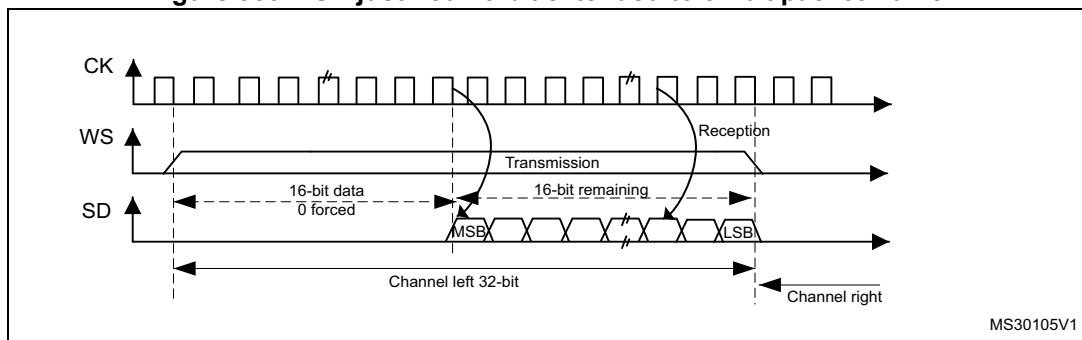 CK
WS
Reception
Transmission
16-bit data
0 forced
16-bit remaining
SD
MSB
LSB
Channel left 32-bit
Channel right
MS30105V1